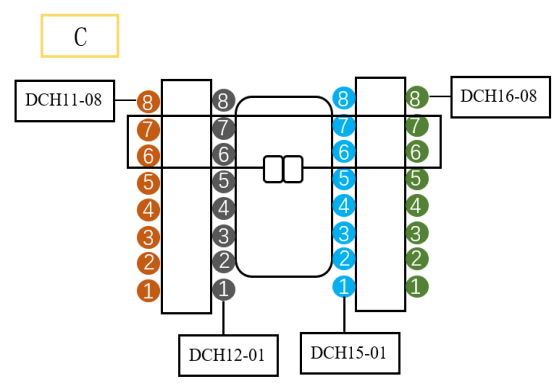 C
DCH11-08
DCH16-08
8 8 8 8
7 7 7 7
6 6 6 6
5 5 5 5
4 4 4 4
3 3 3 3
2 2 2 2
1 1 1 1
DCH12-01
DCH15-01